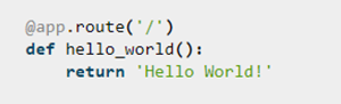 @app.route('/')
def hello_world():
    return 'Hello World!'